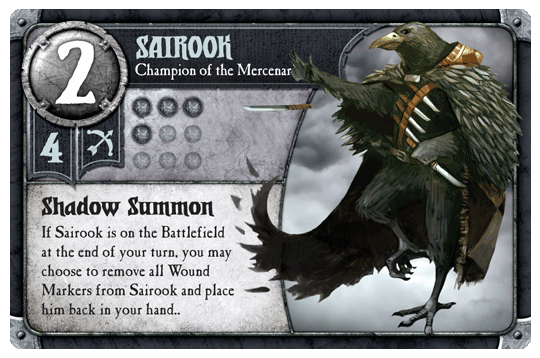 2
SAIROOK
Champion of the Mercenar
4
Shadow Summon
If Sairook is on the Battlefield
at the end of your turn, you may
choose to remove all Wound
Markers from Sairook and place
him back in your hand..